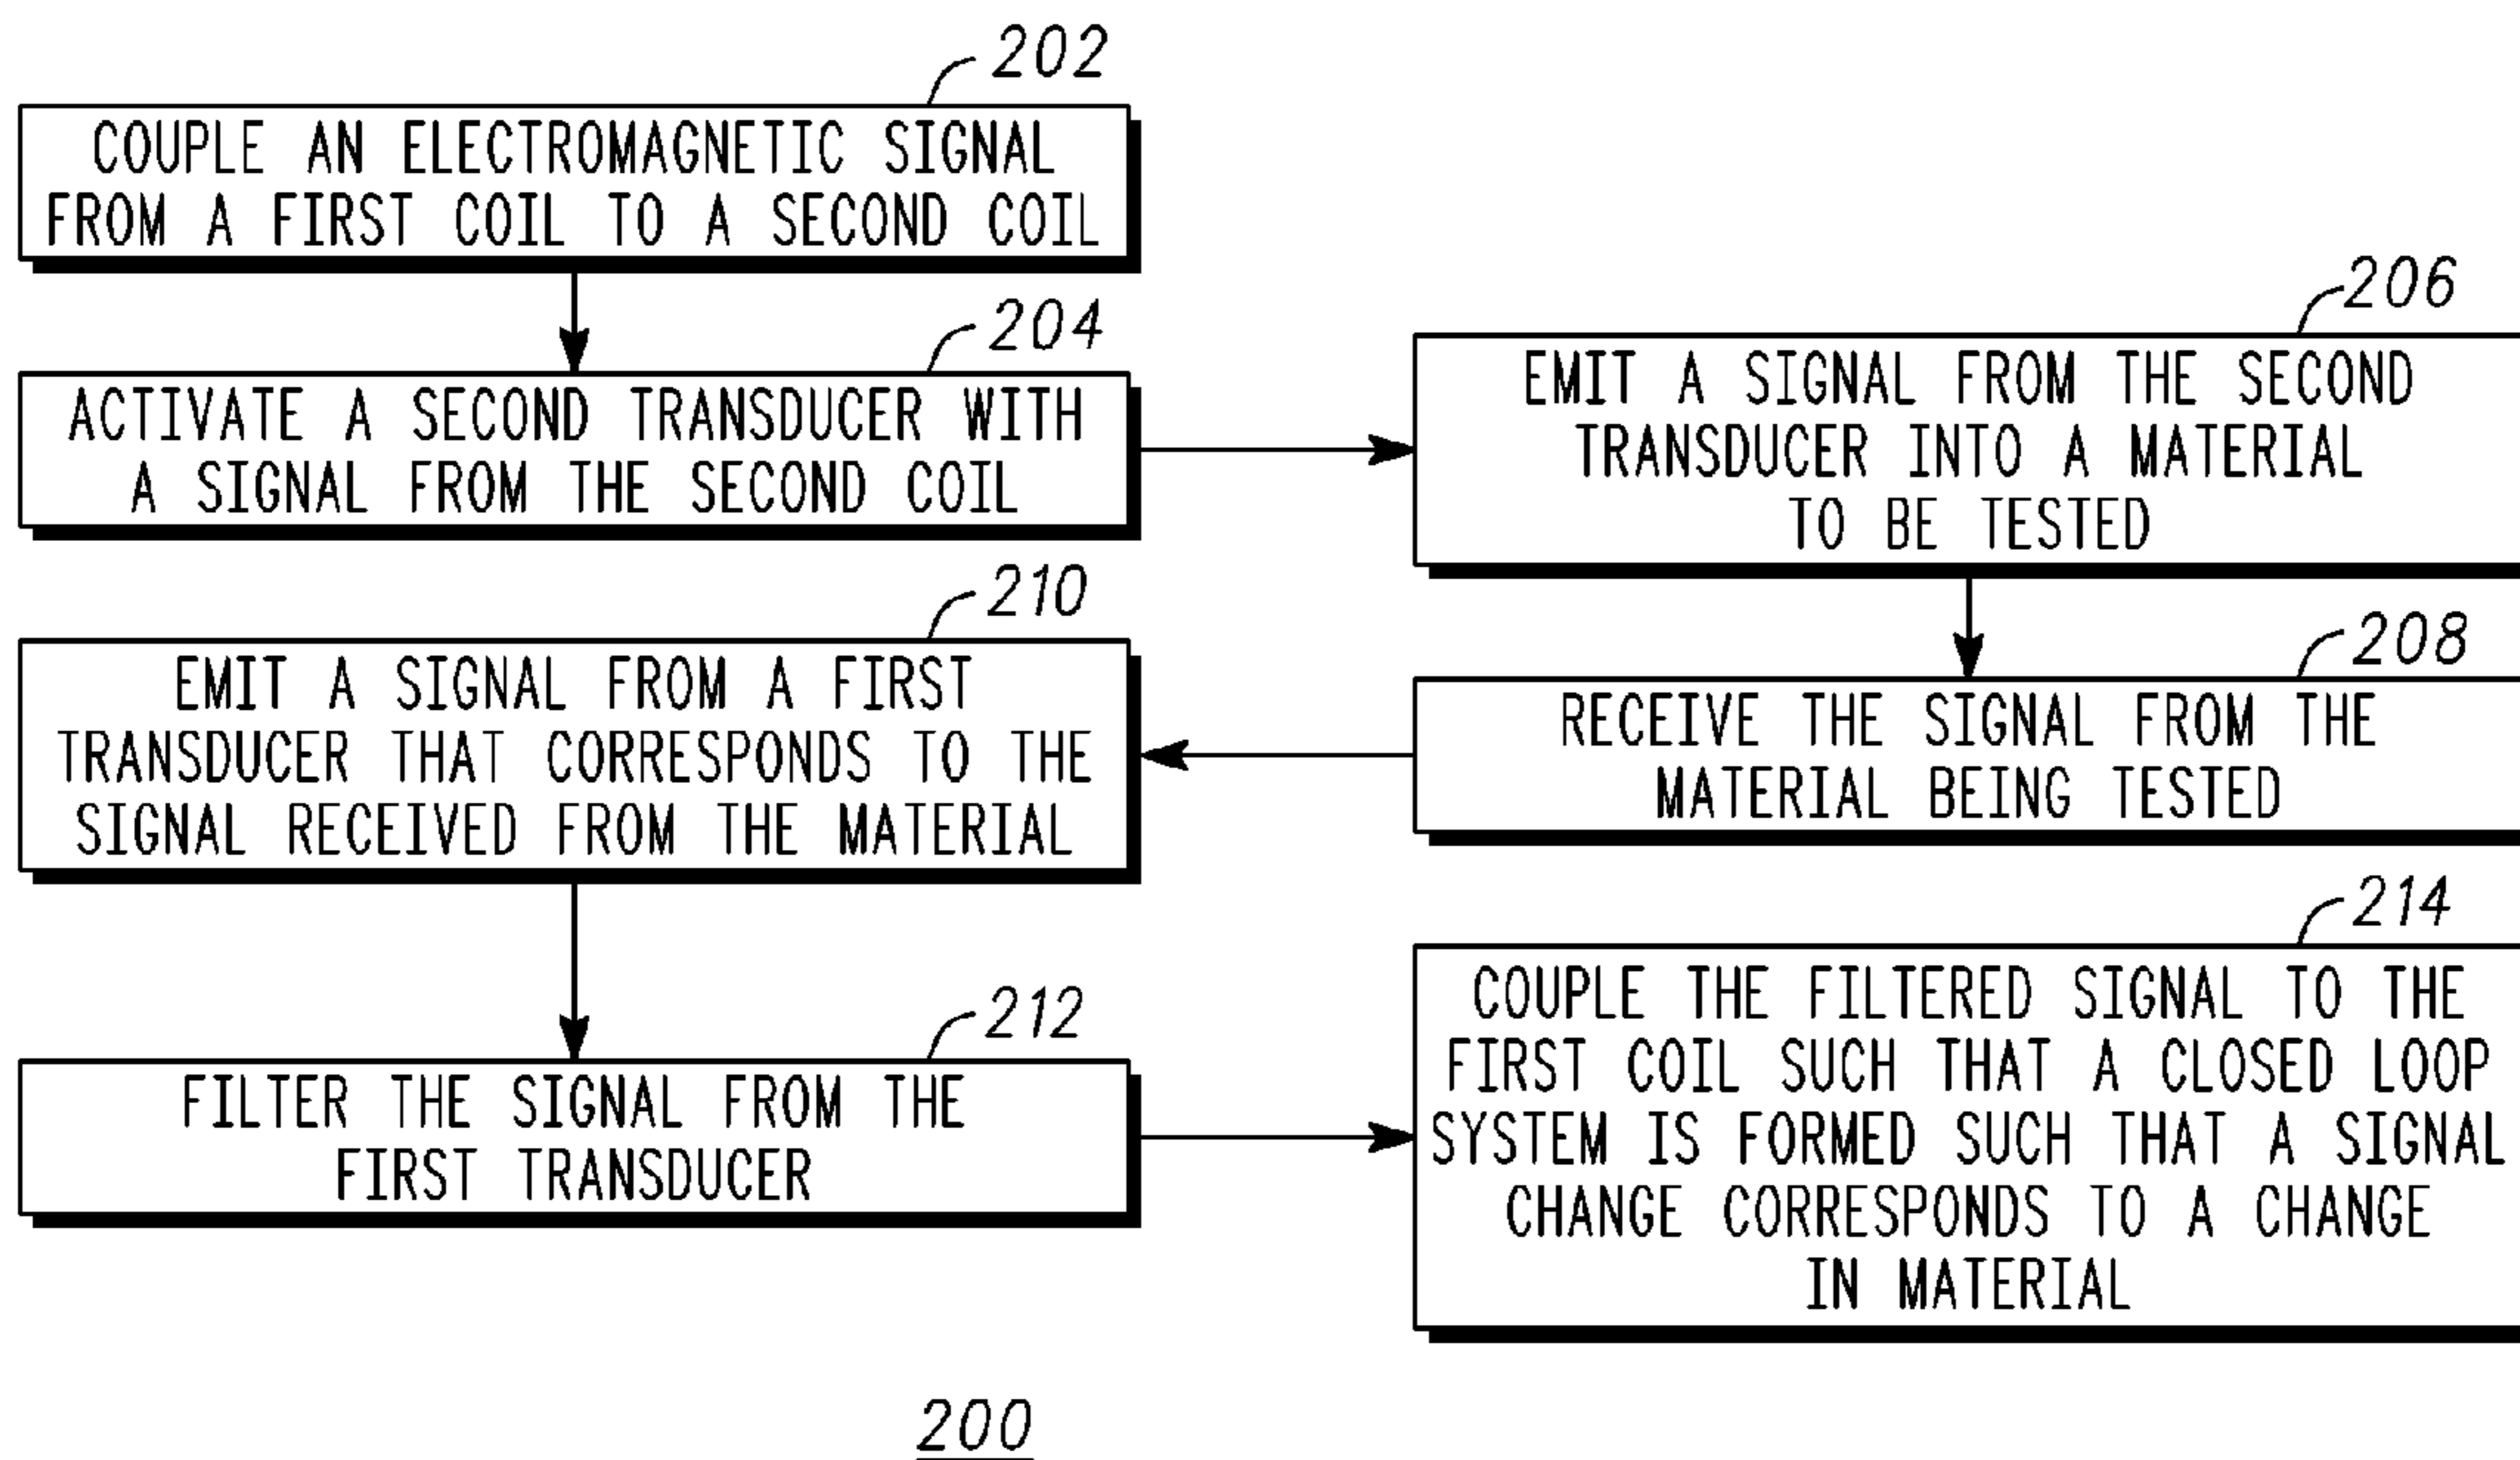 202
COUPLE AN ELECTROMAGNETIC SIGNAL
FROM A FIRST COIL TO A SECOND COIL
204
ACTIVATE A SECOND TRANSDUCER WITH
A SIGNAL FROM THE SECOND COIL
206
EMIT A SIGNAL FROM THE SECOND
TRANSDUCER INTO A MATERIAL
TO BE TESTED
208
RECEIVE THE SIGNAL FROM THE
MATERIAL BEING TESTED
210
EMIT A SIGNAL FROM A FIRST
TRANSDUCER THAT CORRESPONDS TO THE
SIGNAL RECEIVED FROM THE MATERIAL
212
FILTER THE SIGNAL FROM THE
FIRST TRANSDUCER
214
COUPLE THE FILTERED SIGNAL TO THE
FIRST COIL SUCH THAT A CLOSED LOOP
SYSTEM IS FORMED SUCH THAT A SIGNAL
CHANGE CORRESPONDS TO A CHANGE
IN MATERIAL
200